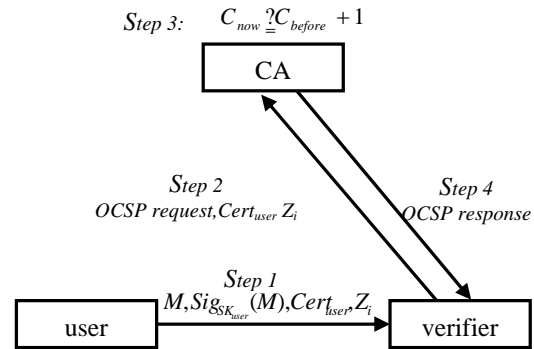 Step 3: C_now ?= C_before + 1
CA
Step 2
OCSP request,Cert_user Z_i
Step 4
OCSP response
Step 1
M,Sig_SK_user(M),Cert_user,Z_i
user
verifier